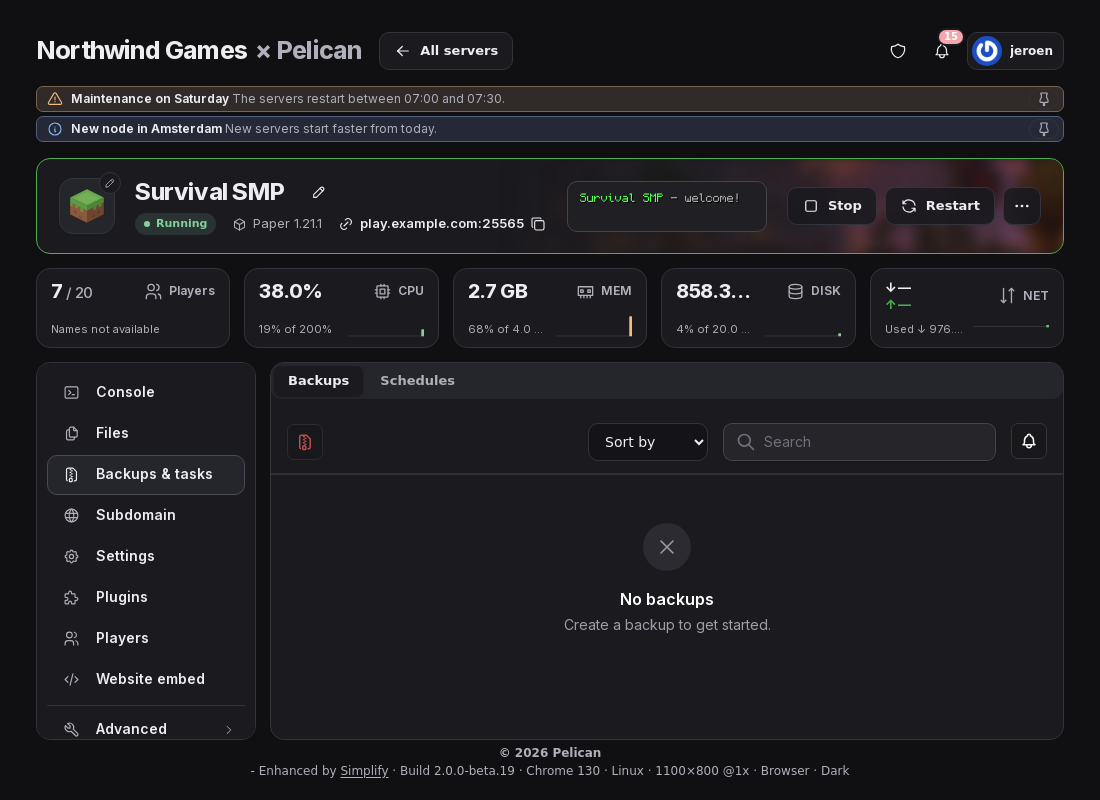 Northwind Games × Pelican
All servers
15
jeroen
Maintenance on Saturday The servers restart between 07:00 and 07:30.
New node in Amsterdam New servers start faster from today.
Survival SMP
Running
Paper 1.21.1
play.example.com:25565
Survival SMP - welcome!
Stop
Restart
7 / 20
Players
Names not available
38.0%
CPU
19% of 200%
2.7 GB
MEM
68% of 4.0 ...
858.3...
DISK
4% of 20.0 ...
↓—
↑—
NET
Used ↓ 976....
Console
Files
Backups & tasks
Subdomain
Settings
Plugins
Players
Website embed
Advanced
Backups
Schedules
Sort by
Search
No backups
Create a backup to get started.
© 2026 Pelican
- Enhanced by Simplify · Build 2.0.0-beta.19 · Chrome 130 · Linux · 1100×800 @1x · Browser · Dark